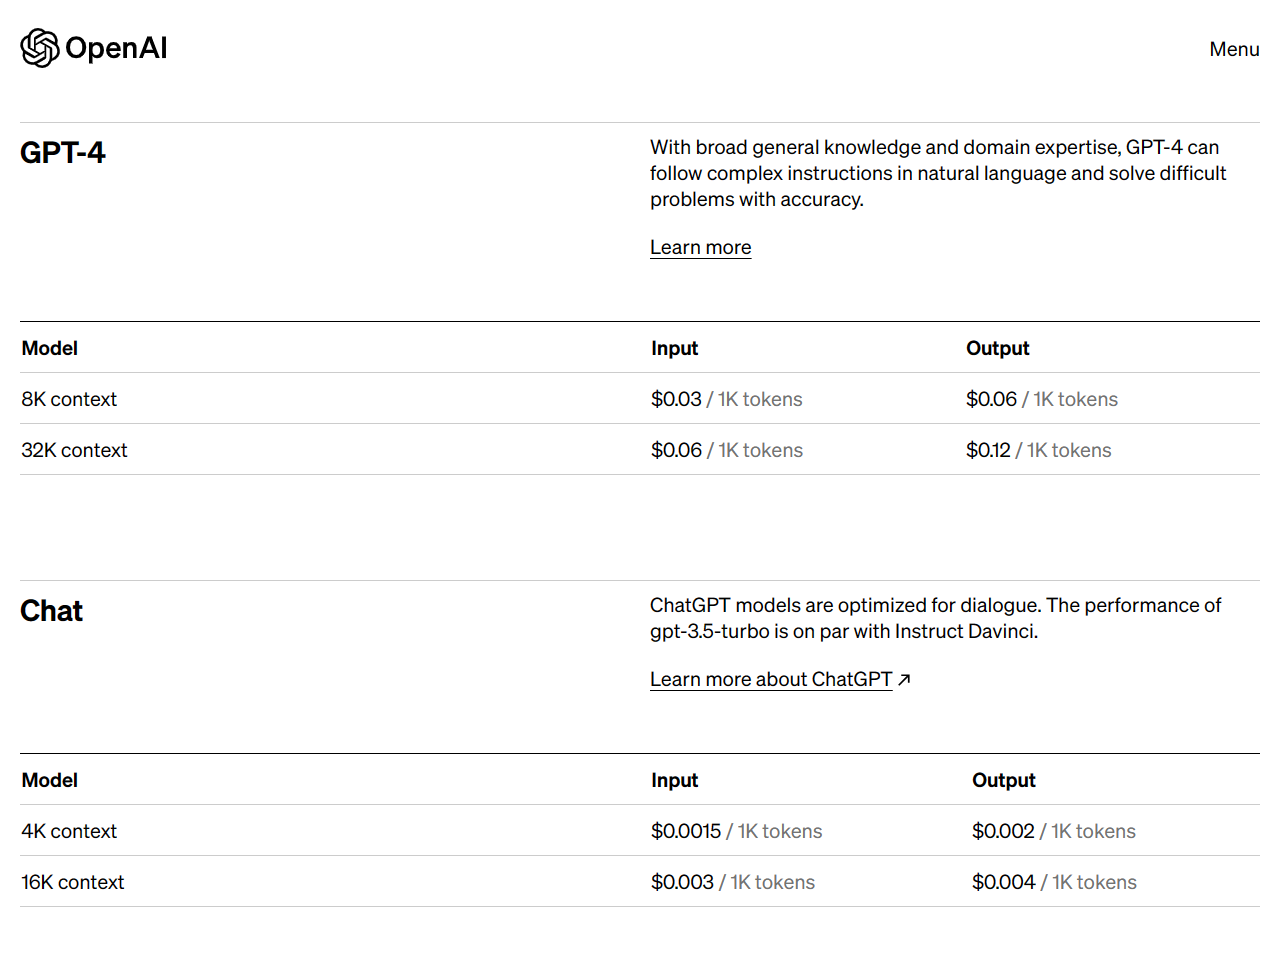 OpenAI
Menu
GPT-4
With broad general knowledge and domain expertise, GPT-4 can
follow complex instructions in natural language and solve difficult
problems with accuracy.
Learn more
Model Input Output
8K context $0.03 / 1K tokens $0.06 / 1K tokens
32K context $0.06 / 1K tokens $0.12 / 1K tokens
Chat
ChatGPT models are optimized for dialogue. The performance of
gpt-3.5-turbo is on par with Instruct Davinci.
Learn more about ChatGPT ↗
Model Input Output
4K context $0.0015 / 1K tokens $0.002 / 1K tokens
16K context $0.003 / 1K tokens $0.004 / 1K tokens